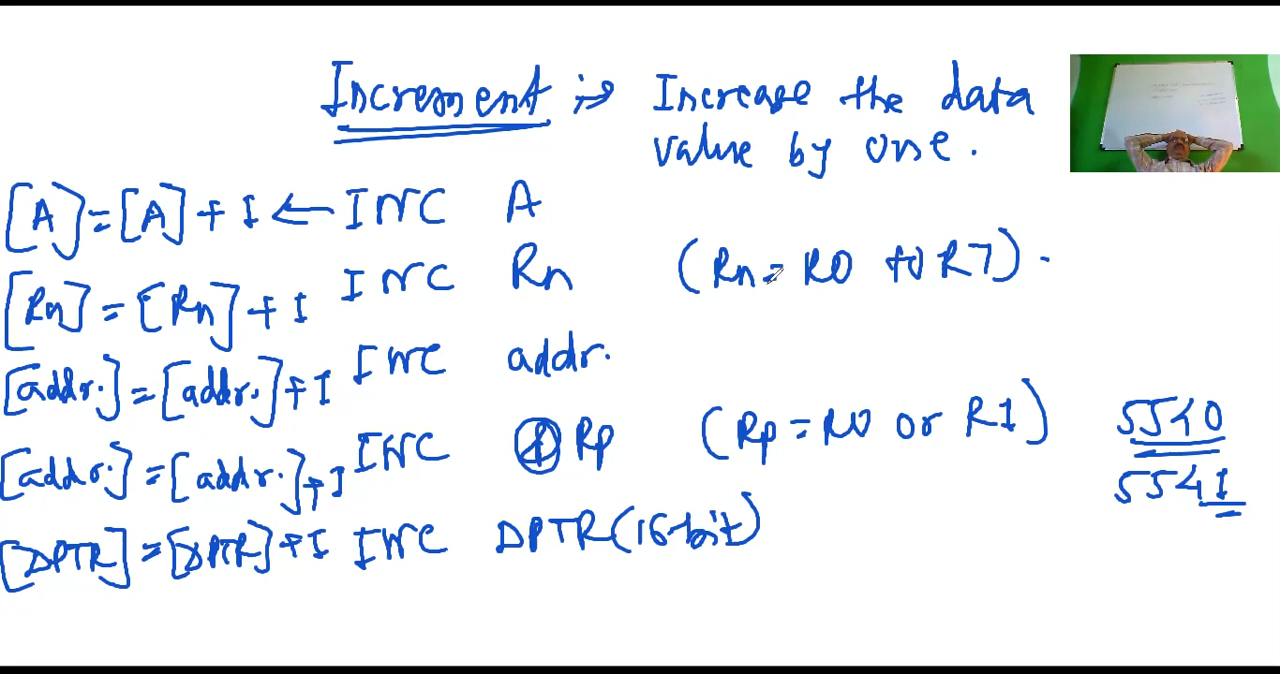 Increment :→ Increase the data
value by one.
[A] = [A] + 1 ← INC A
[Rn] = [Rn] + 1 INC Rn (Rn = R0 to R7).
[addr.] = [addr.] + 1 INC addr.
[addr.] = [addr.] + 1 INC @ Rp (Rp = R0 or R1)
5540
5541
[DPTR] = [DPTR] + 1 INC DPTR (16-bit)